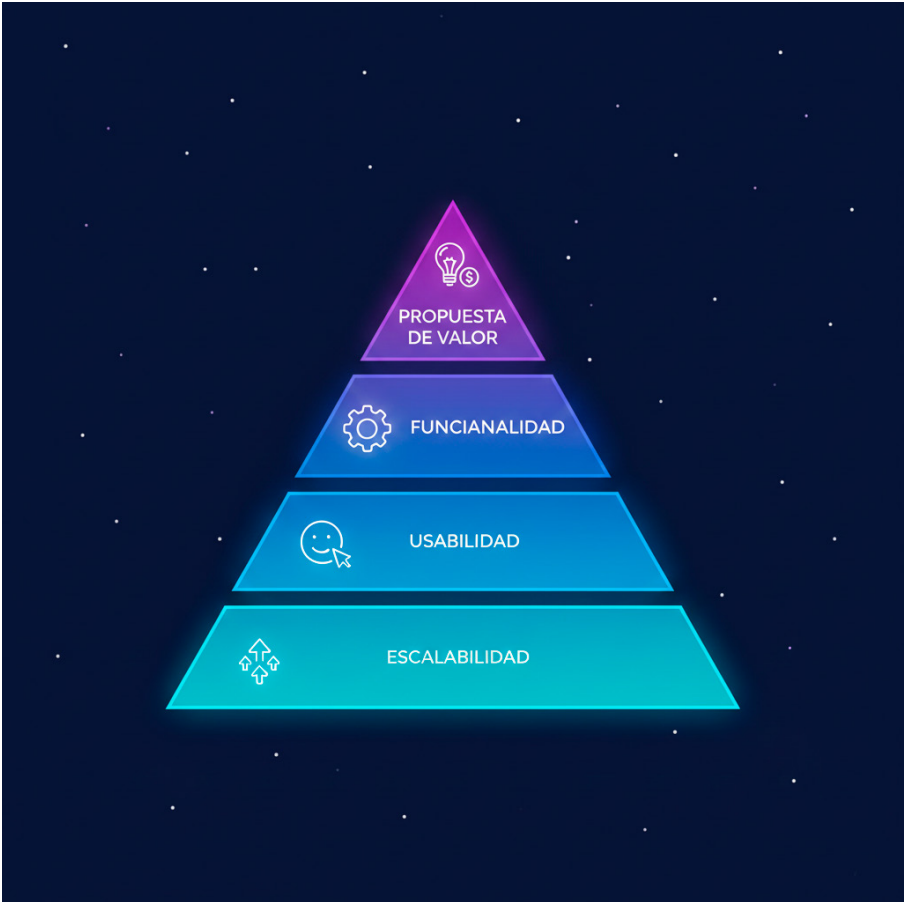 PROPUESTA
DE VALOR
FUNCIANALIDAD
USABILIDAD
ESCALABILIDAD